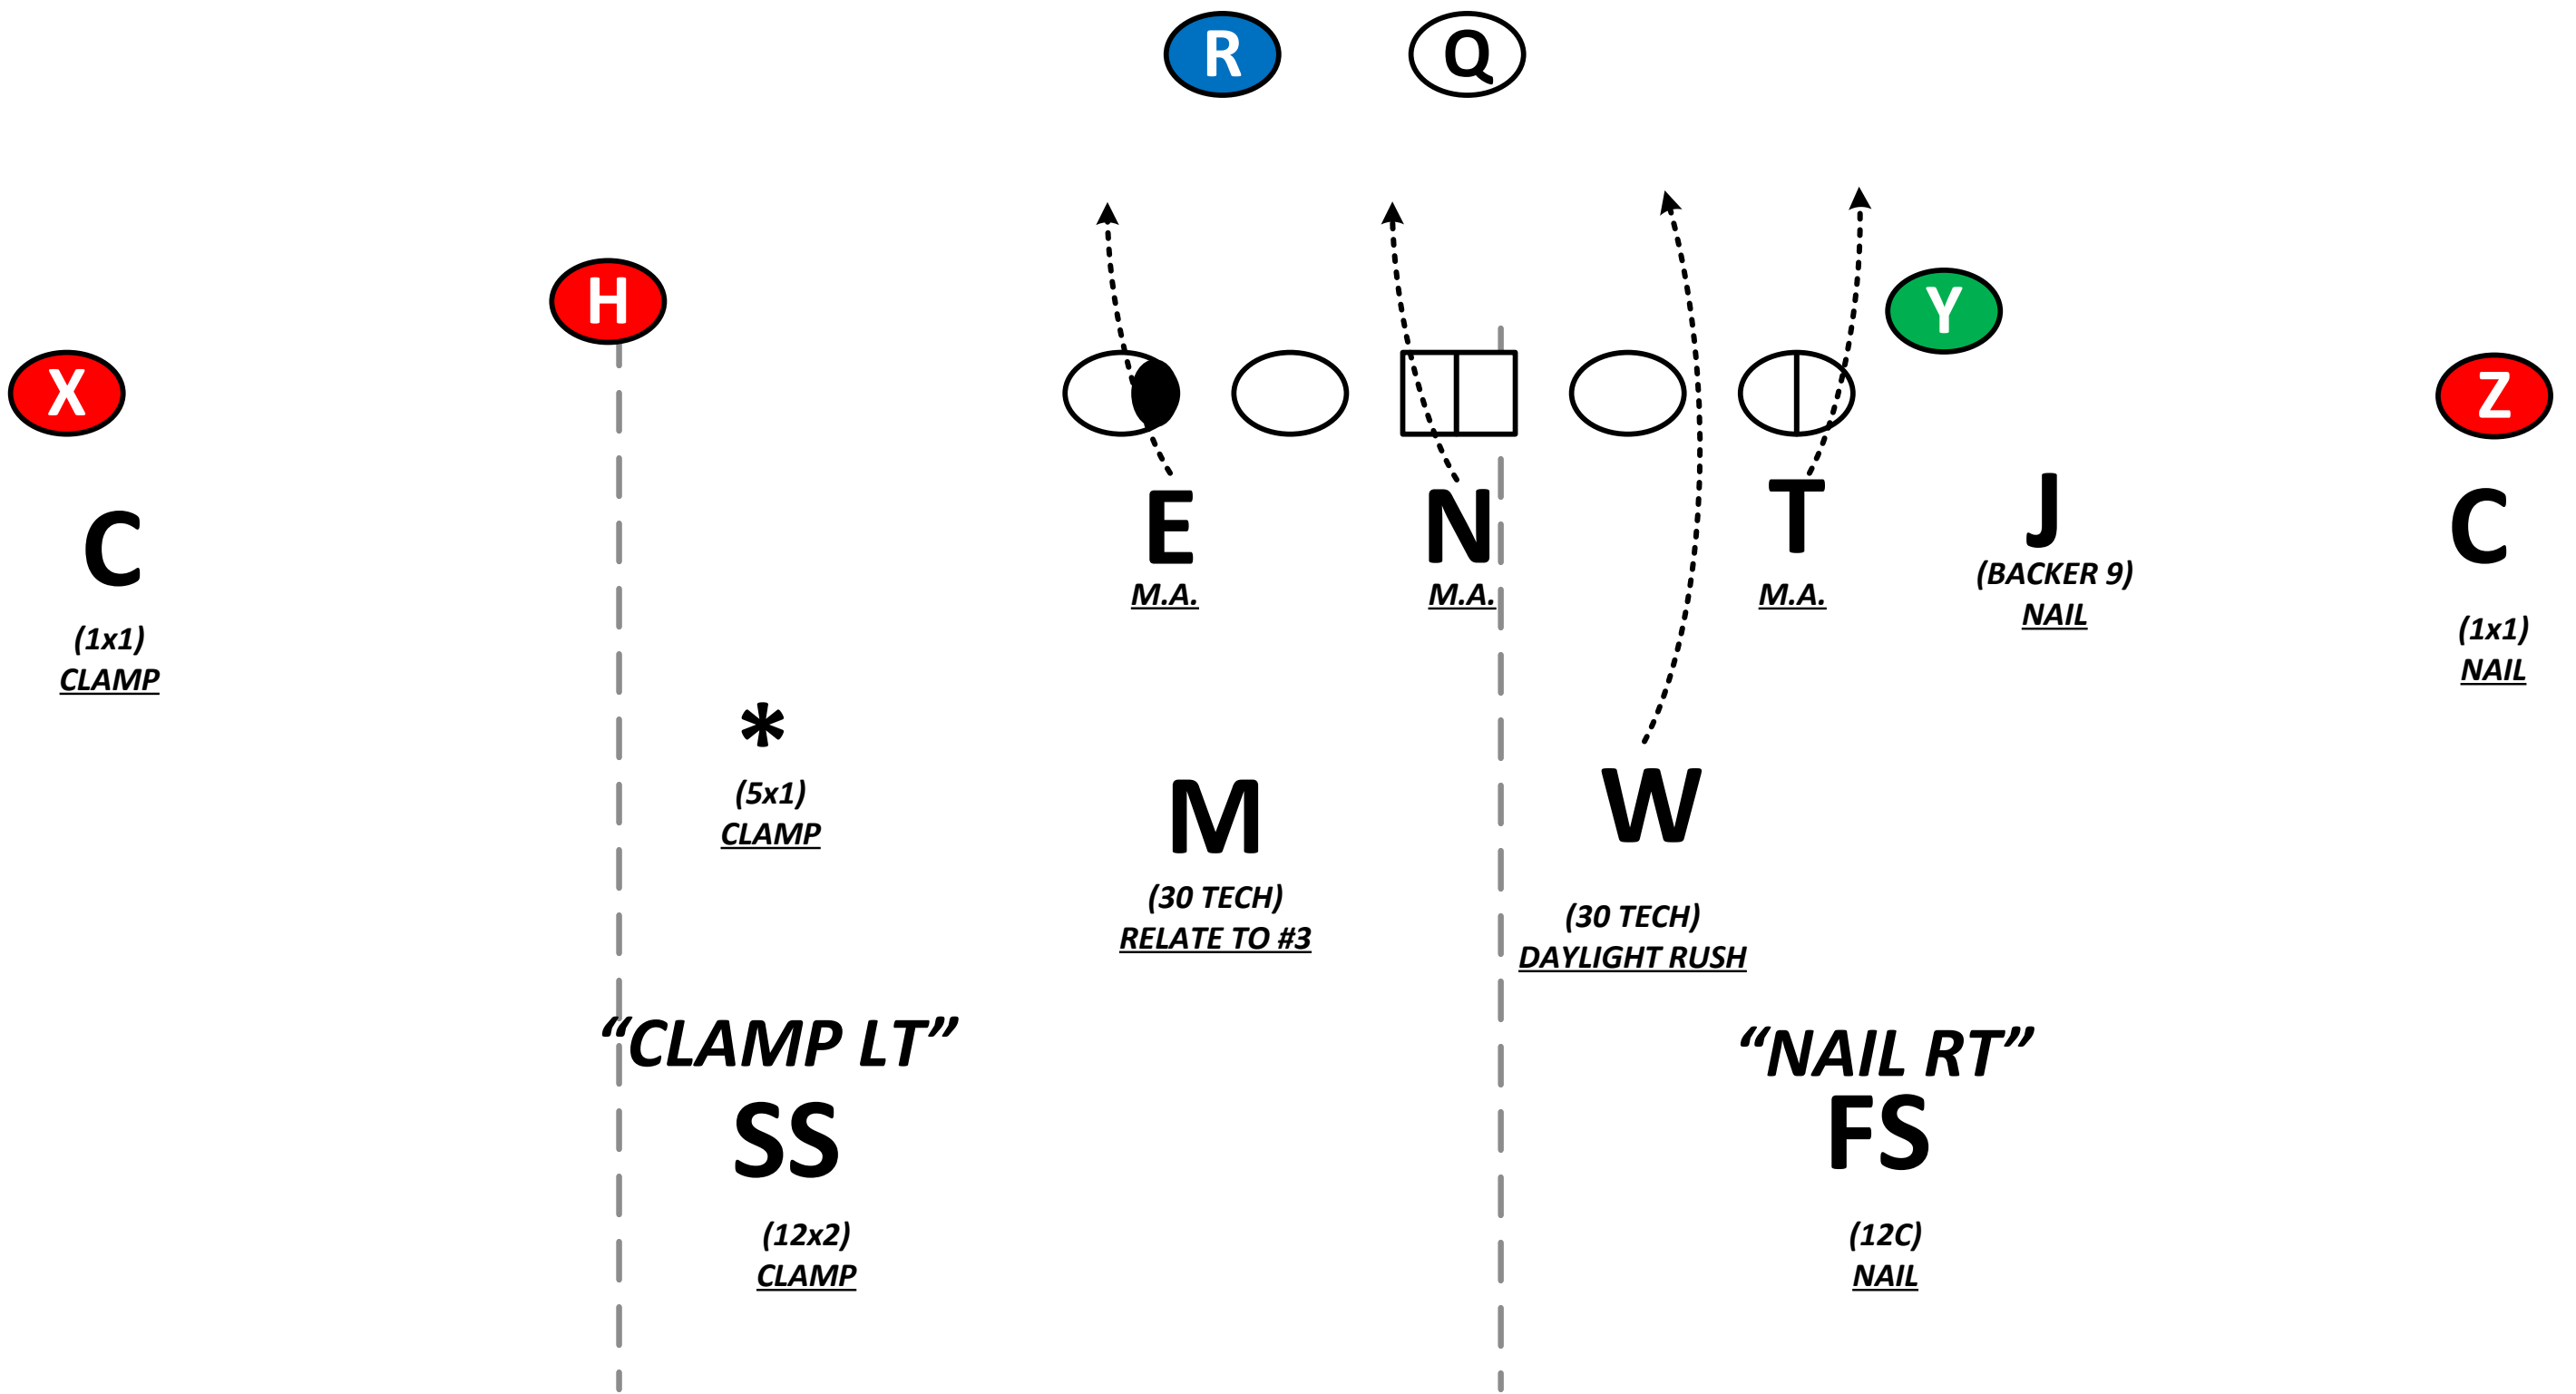 R Q
H Y
X Z
C E N T J C
M.A. M.A. M.A. (BACKER 9)
NAIL
(1x1) (1x1)
CLAMP NAIL
*
(5x1)
CLAMP
M W
(30 TECH) (30 TECH)
RELATE TO #3 DAYLIGHT RUSH
“CLAMP LT” “NAIL RT”
SS FS
(12x2) (12C)
CLAMP NAIL